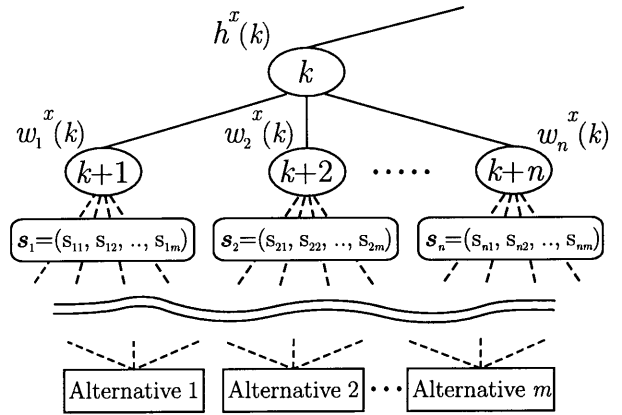 h^x(k)
k
w_1^x(k) w_2^x(k) w_n^x(k)
k+1 k+2 ..... k+n
s_1=(s_11, s_12, .., s_1m) s_2=(s_21, s_22, .., s_2m) s_n=(s_n1, s_n2, .., s_nm)
Alternative 1 Alternative 2 ... Alternative m